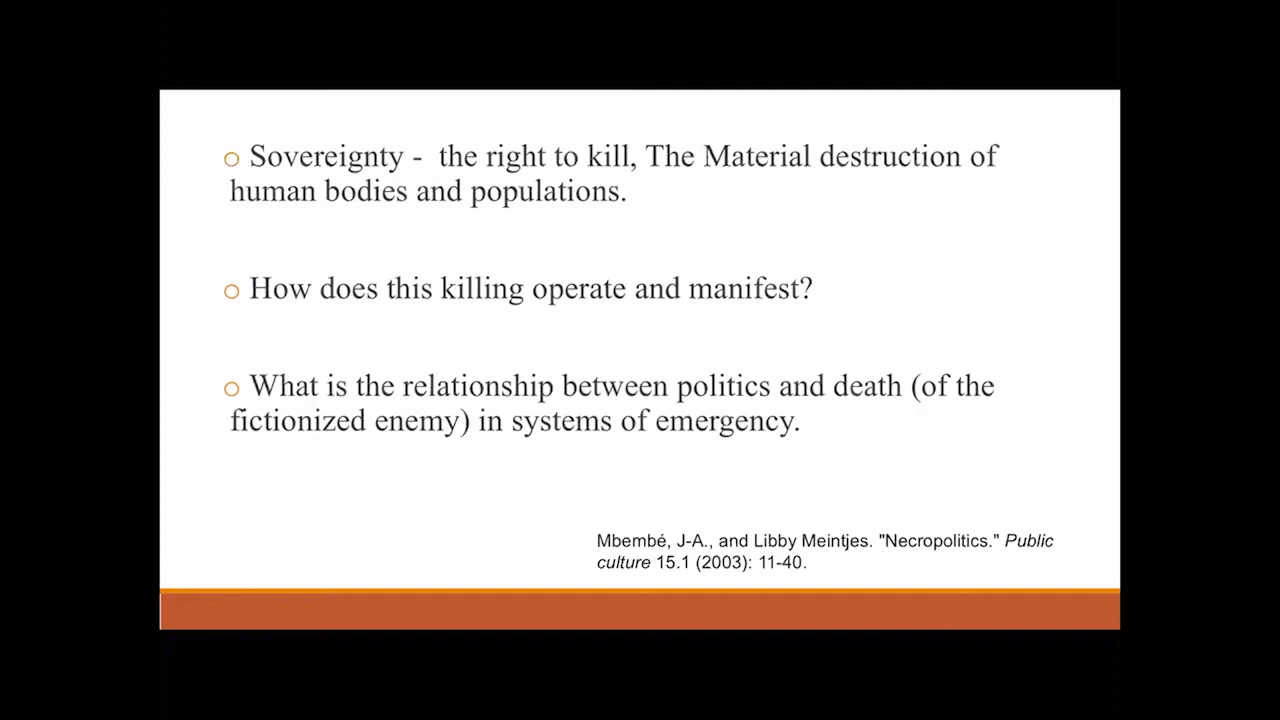 o Sovereignty -  the right to kill, The Material destruction of
human bodies and populations.
o How does this killing operate and manifest?
o What is the relationship between politics and death (of the
fictionized enemy) in systems of emergency.
Mbembé, J-A., and Libby Meintjes. "Necropolitics." Public
culture 15.1 (2003): 11-40.